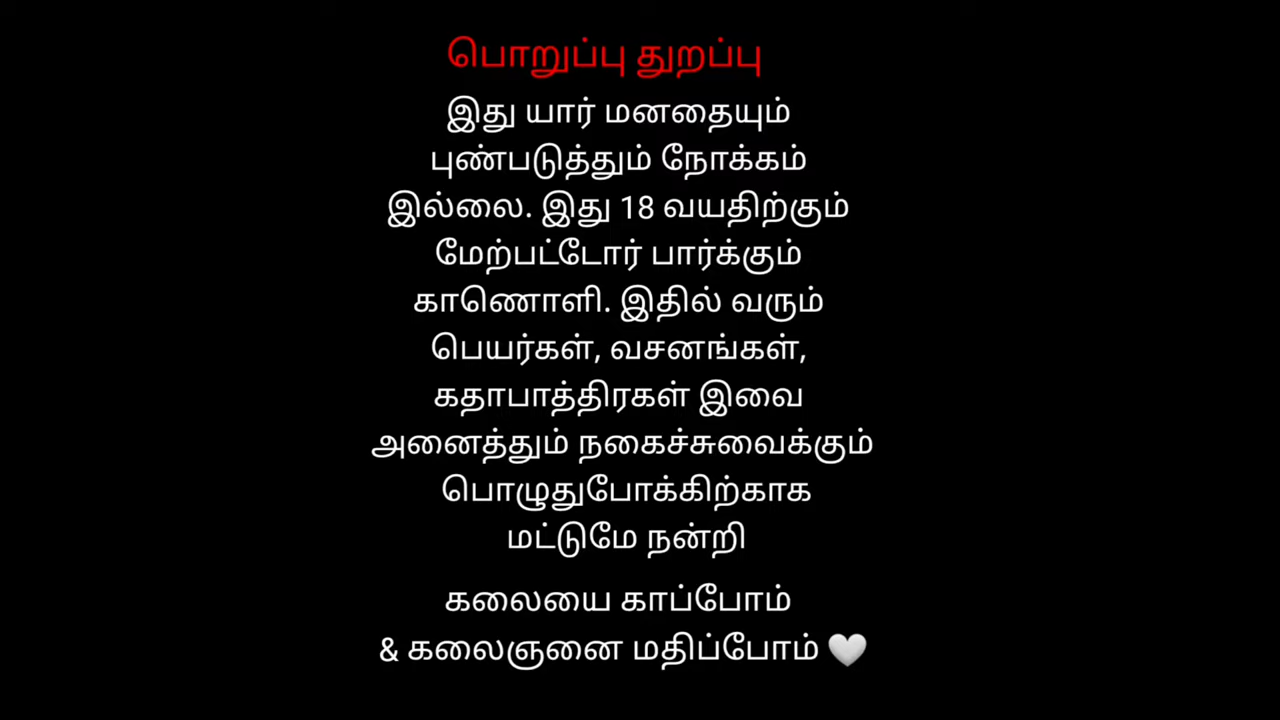 பொறுப்பு துறப்பு
இது யார் மனதையும்
புண்படுத்தும் நோக்கம்
இல்லை. இது 18 வயதிற்கும்
மேற்பட்டோர் பார்க்கும்
காணொளி. இதில் வரும்
பெயர்கள், வசனங்கள்,
கதாபாத்திரகள் இவை
அனைத்தும் நகைச்சுவைக்கும்
பொழுதுபோக்கிற்காக
மட்டுமே நன்றி
கலையை காப்போம்
& கலைஞனை மதிப்போம் 🤍